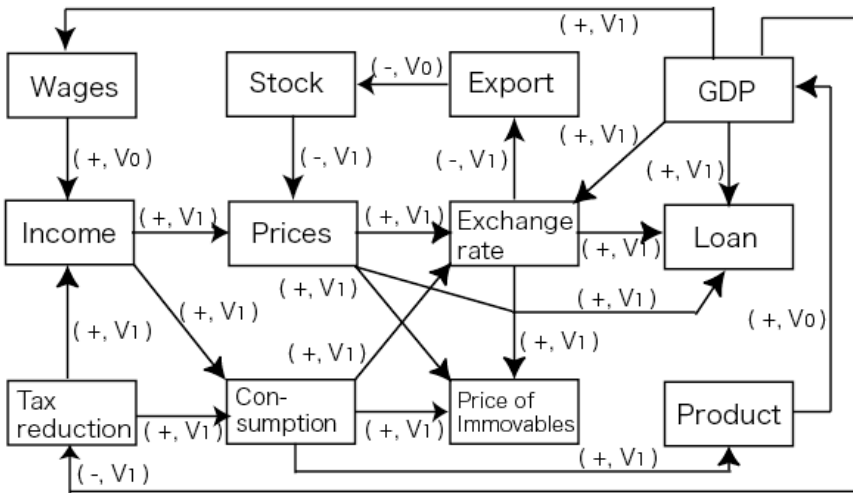 (+, V1)
Wages
Stock
(-, V0)
Export
GDP
(+, V0)
(-, V1)
(-, V1)
(+, V1)
(+, V1)
Income
(+, V1)
Prices
(+, V1)
Exchange
rate
(+, V1)
Loan
(+, V1)
(+, V1)
(+, V1)
(+, V1)
(+, V0)
(+, V1)
(+, V1)
Tax
reduction
(+, V1)
Con-
sumption
(+, V1)
Price of
Immovables
Product
(-, V1)
(+, V1)